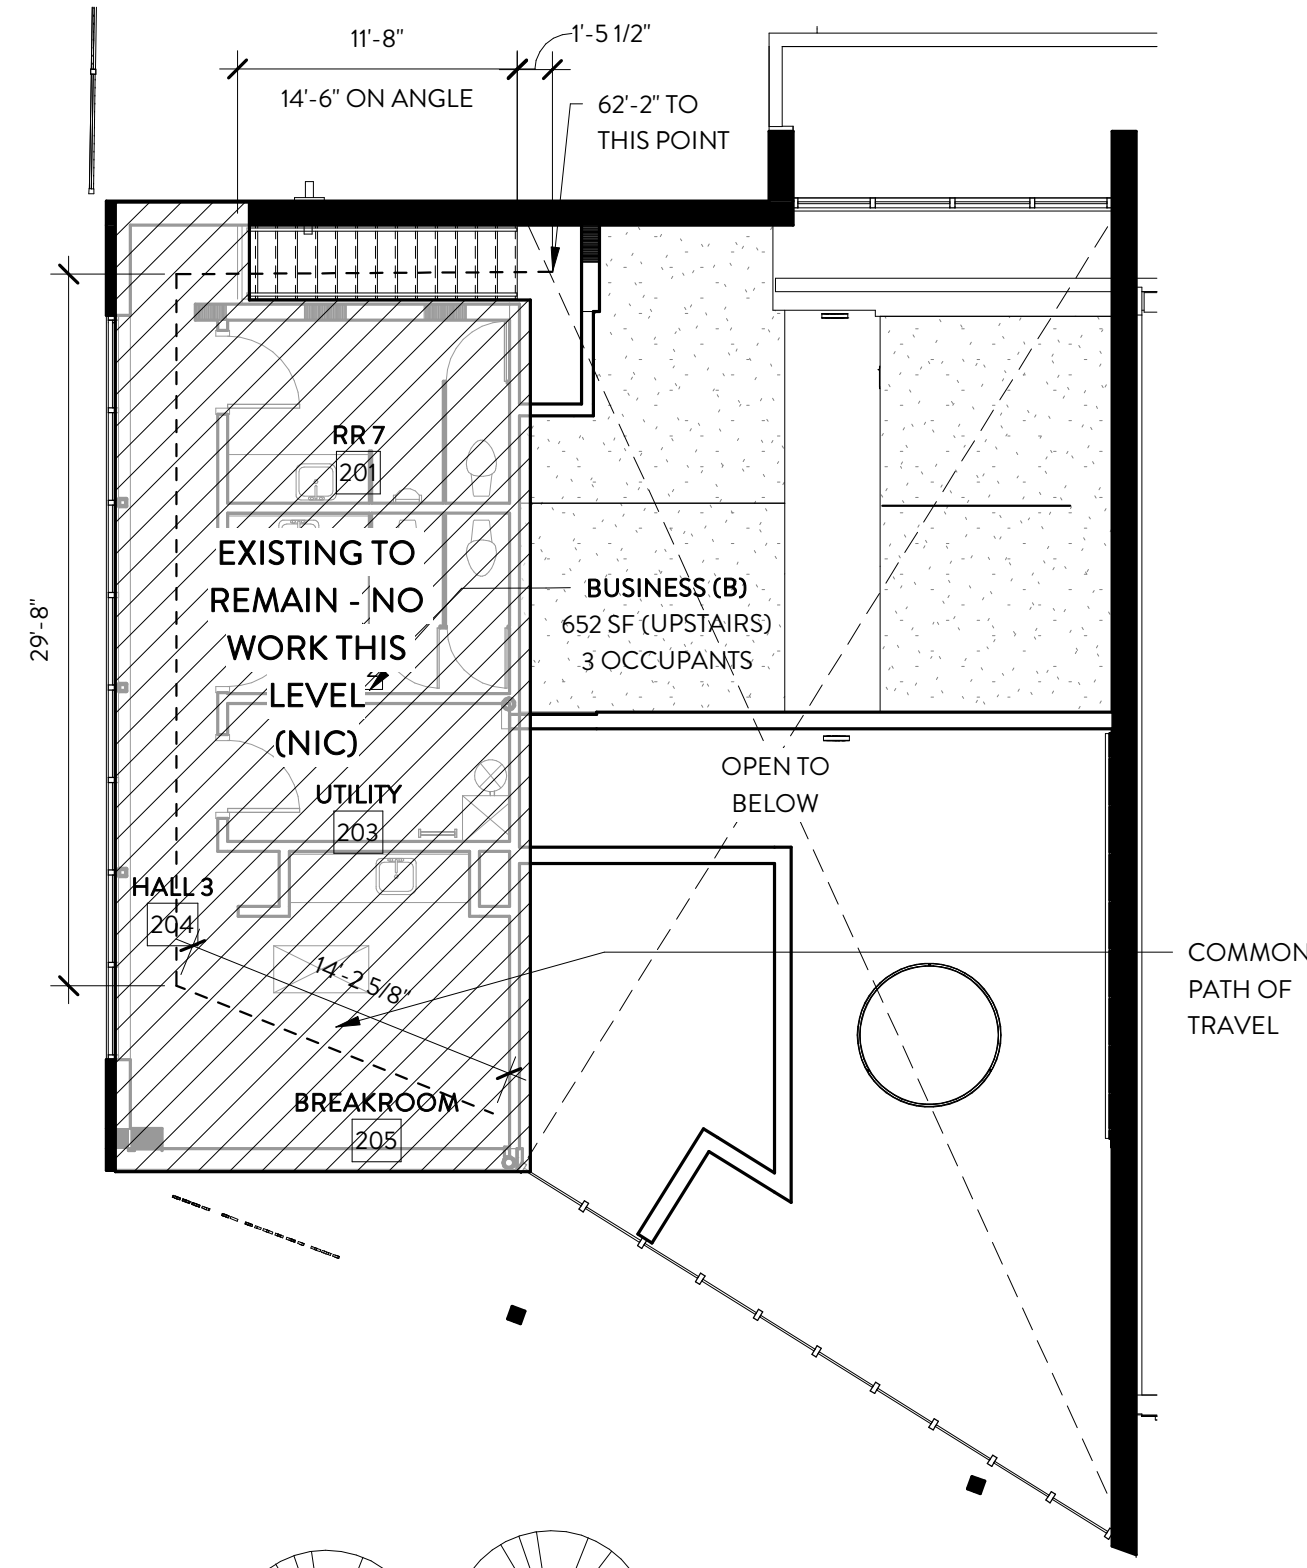 11'-8"
1'-5 1/2"
14'-6" ON ANGLE
62'-2" TO
THIS POINT
29'-8"
RR 7
201
EXISTING TO
REMAIN - NO
WORK THIS
LEVEL
(NIC)
BUSINESS (B)
652 SF (UPSTAIRS)
3 OCCUPANTS
OPEN TO
BELOW
UTILITY
203
HALL 3
204
14'-2 5/8"
COMMON
PATH OF
TRAVEL
BREAKROOM
205